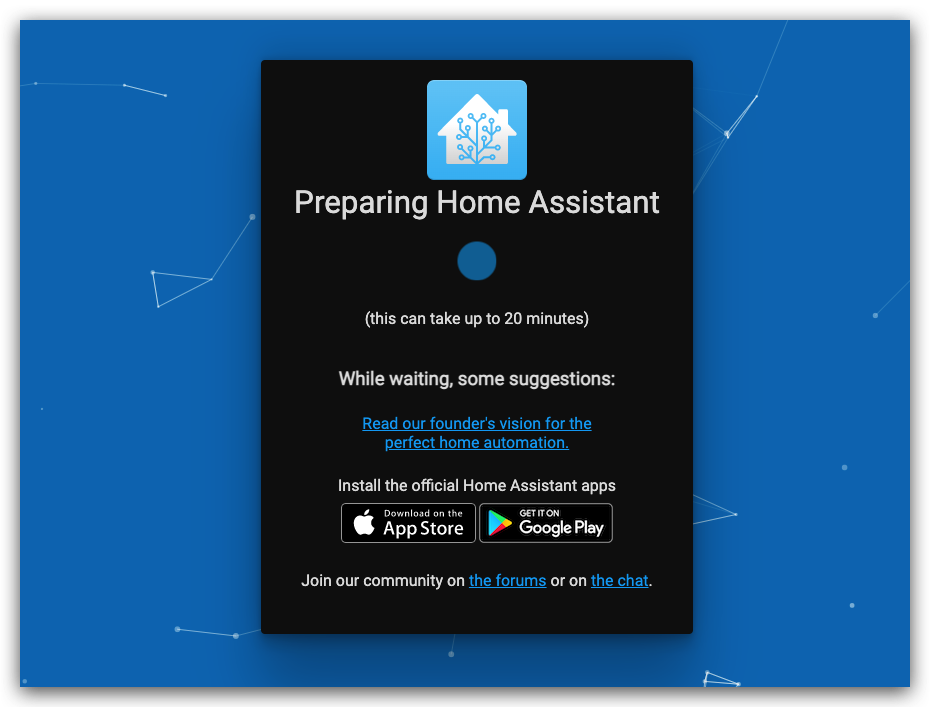 Preparing Home Assistant
(this can take up to 20 minutes)
While waiting, some suggestions:
Read our founder's vision for the
perfect home automation.
Install the official Home Assistant apps
Download on the
App Store
GET IT ON
Google Play
Join our community on the forums or on the chat.